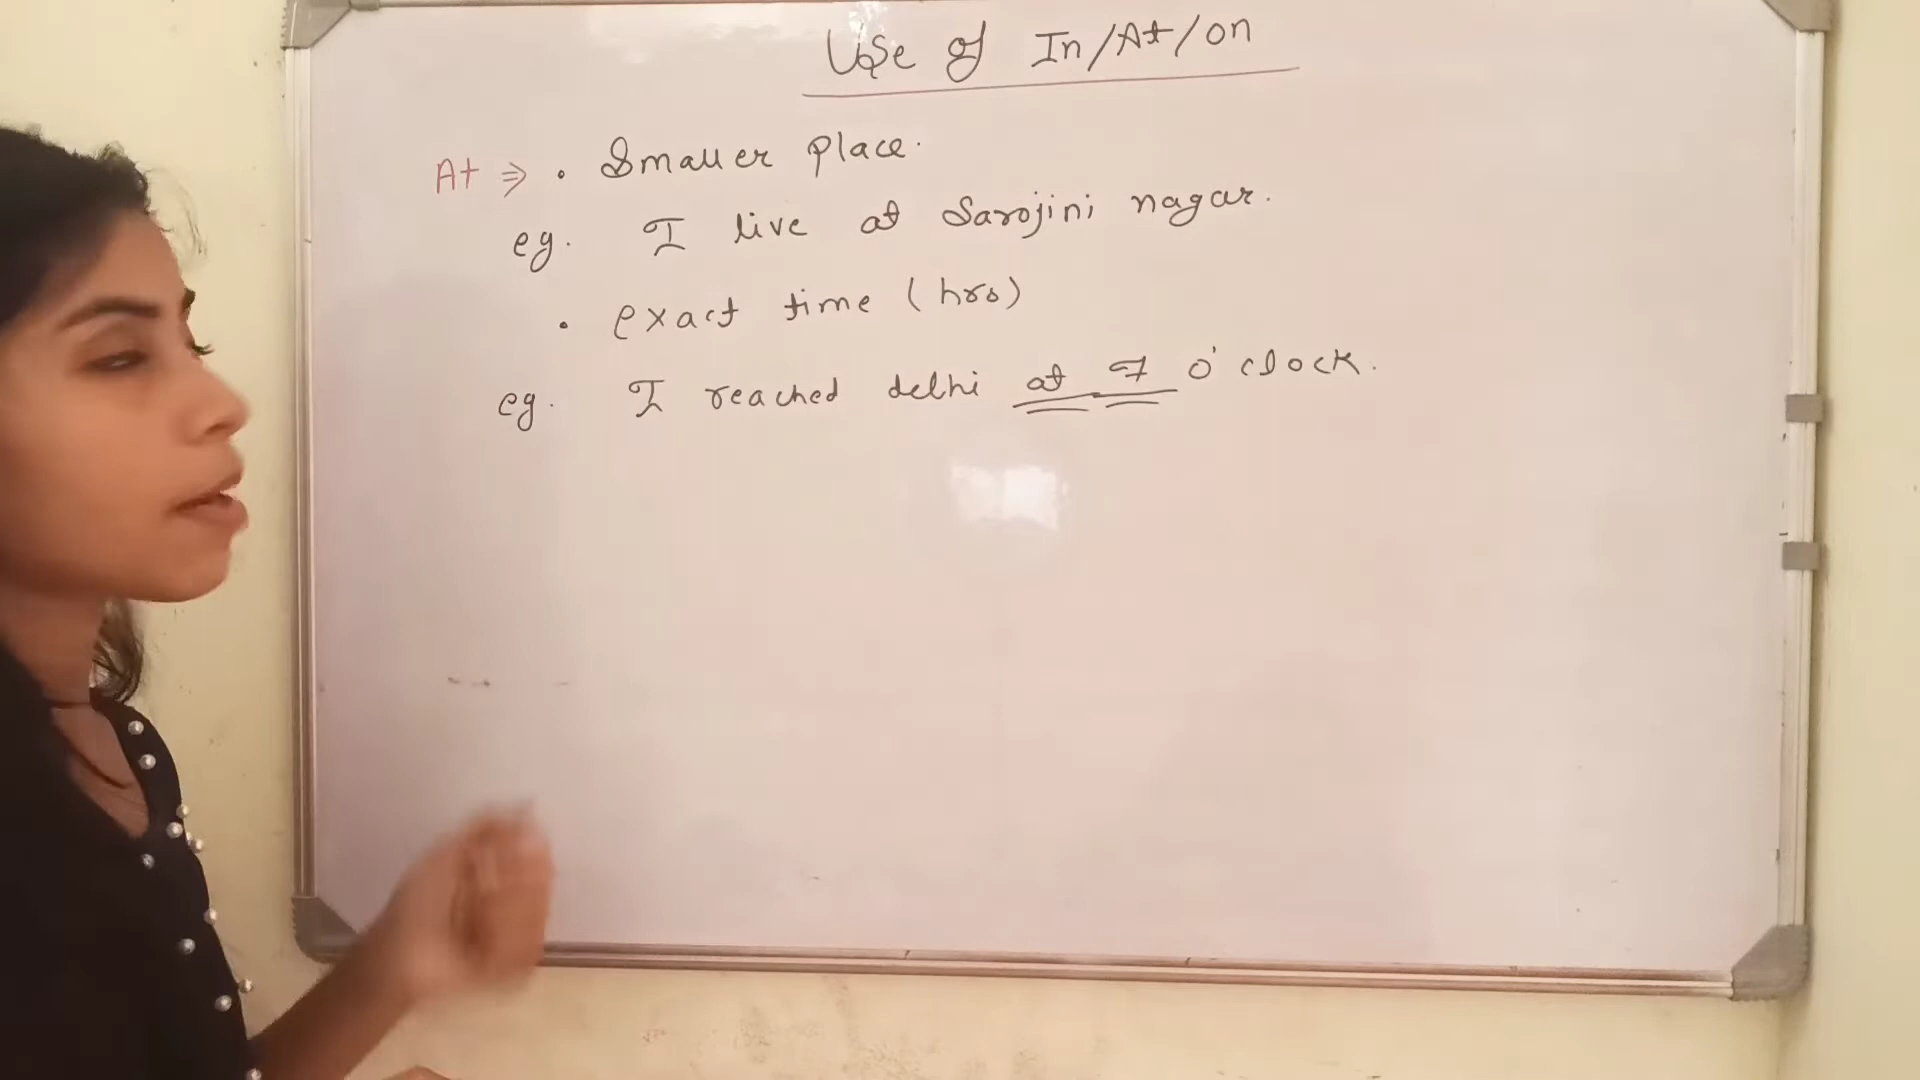 Use of In/At/on
At ⇒ • Smaller place.
eg. I live at Sarojini nagar.
• exact time (hrs)
eg. I reached delhi at 7 o'clock.